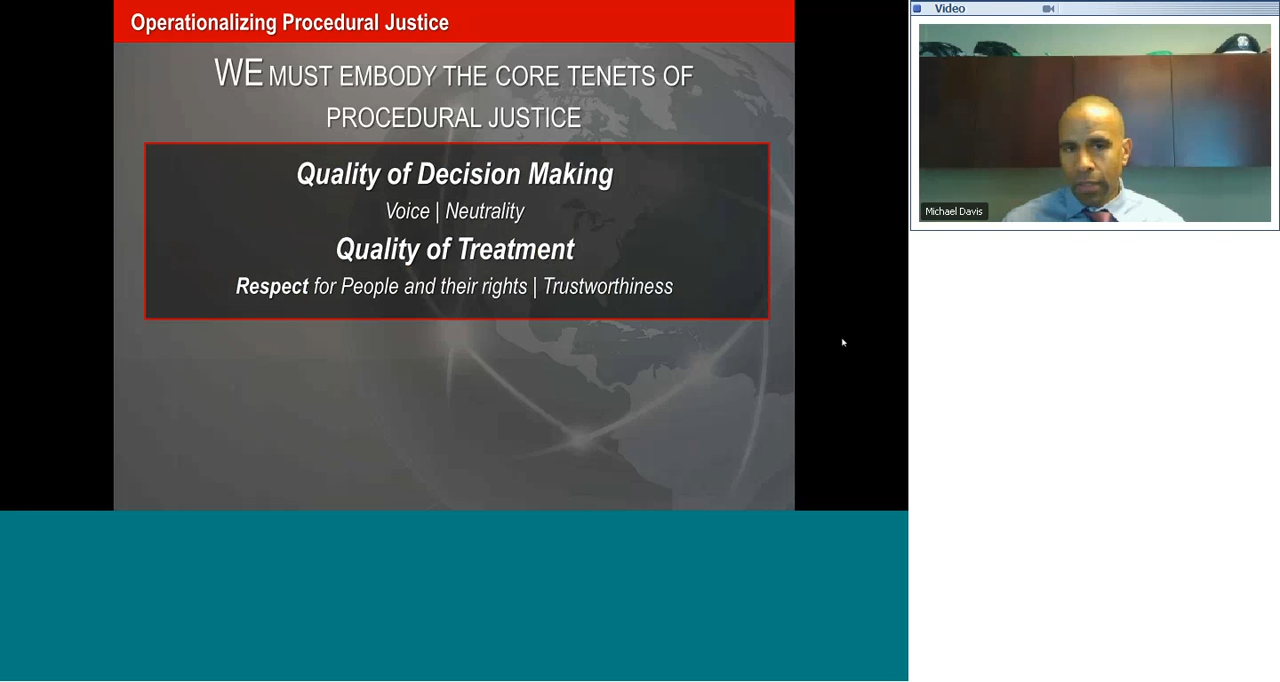 Operationalizing Procedural Justice
WE MUST EMBODY THE CORE TENETS OF
PROCEDURAL JUSTICE
Quality of Decision Making
Voice | Neutrality
Quality of Treatment
Respect for People and their rights | Trustworthiness
Video
Michael Davis